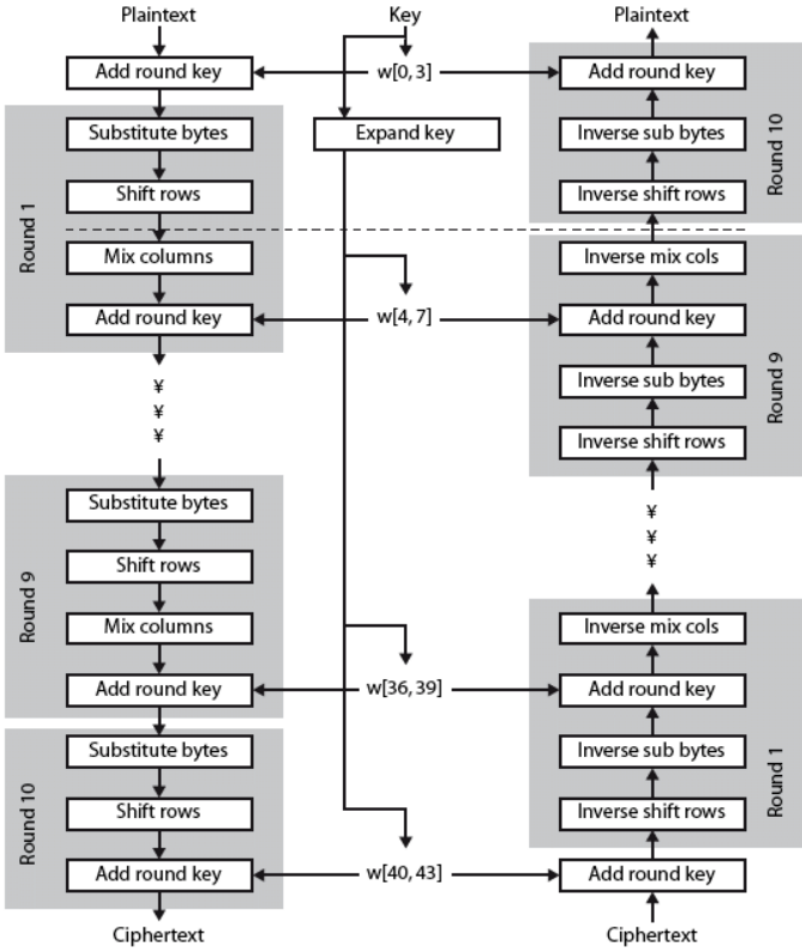 Plaintext
Add round key
Round 1
Substitute bytes
Shift rows
Mix columns
Add round key
¥
¥
¥
Round 9
Substitute bytes
Shift rows
Mix columns
Add round key
Round 10
Substitute bytes
Shift rows
Add round key
Ciphertext
Key
w[0, 3]
Expand key
w[4, 7]
w[36, 39]
w[40, 43]
Plaintext
Add round key
Inverse sub bytes
Inverse shift rows
Round 10
Inverse mix cols
Add round key
Inverse sub bytes
Inverse shift rows
Round 9
¥
¥
¥
Inverse mix cols
Add round key
Inverse sub bytes
Inverse shift rows
Round 1
Add round key
Ciphertext